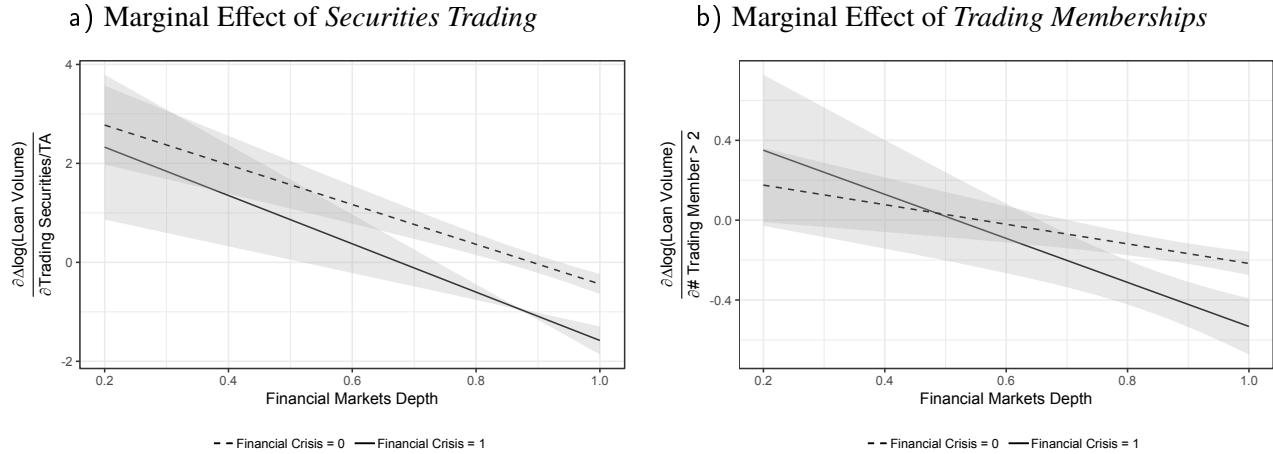 a) Marginal Effect of Securities Trading
4
2
0
-2
∂Δlog(Loan Volume)
∂Trading Securities/TA
0.2 0.4 0.6 0.8 1.0
Financial Markets Depth
Financial Crisis = 0 Financial Crisis = 1
b) Marginal Effect of Trading Memberships
0.4
0.0
-0.4
∂Δlog(Loan Volume)
∂# Trading Member > 2
0.2 0.4 0.6 0.8 1.0
Financial Markets Depth
Financial Crisis = 0 Financial Crisis = 1